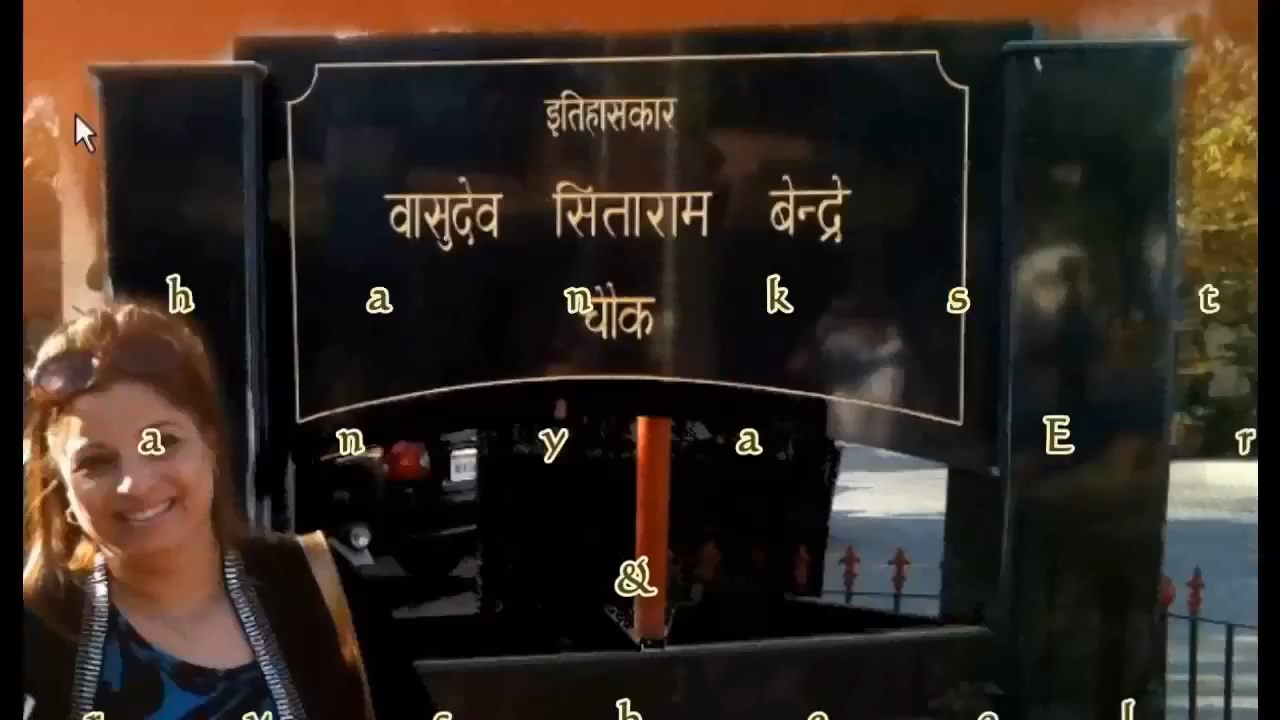 इतिहासकार
वासुदेव सिताराम बेन्द्रे
चौक
h a n k s t
a n y a E r
&